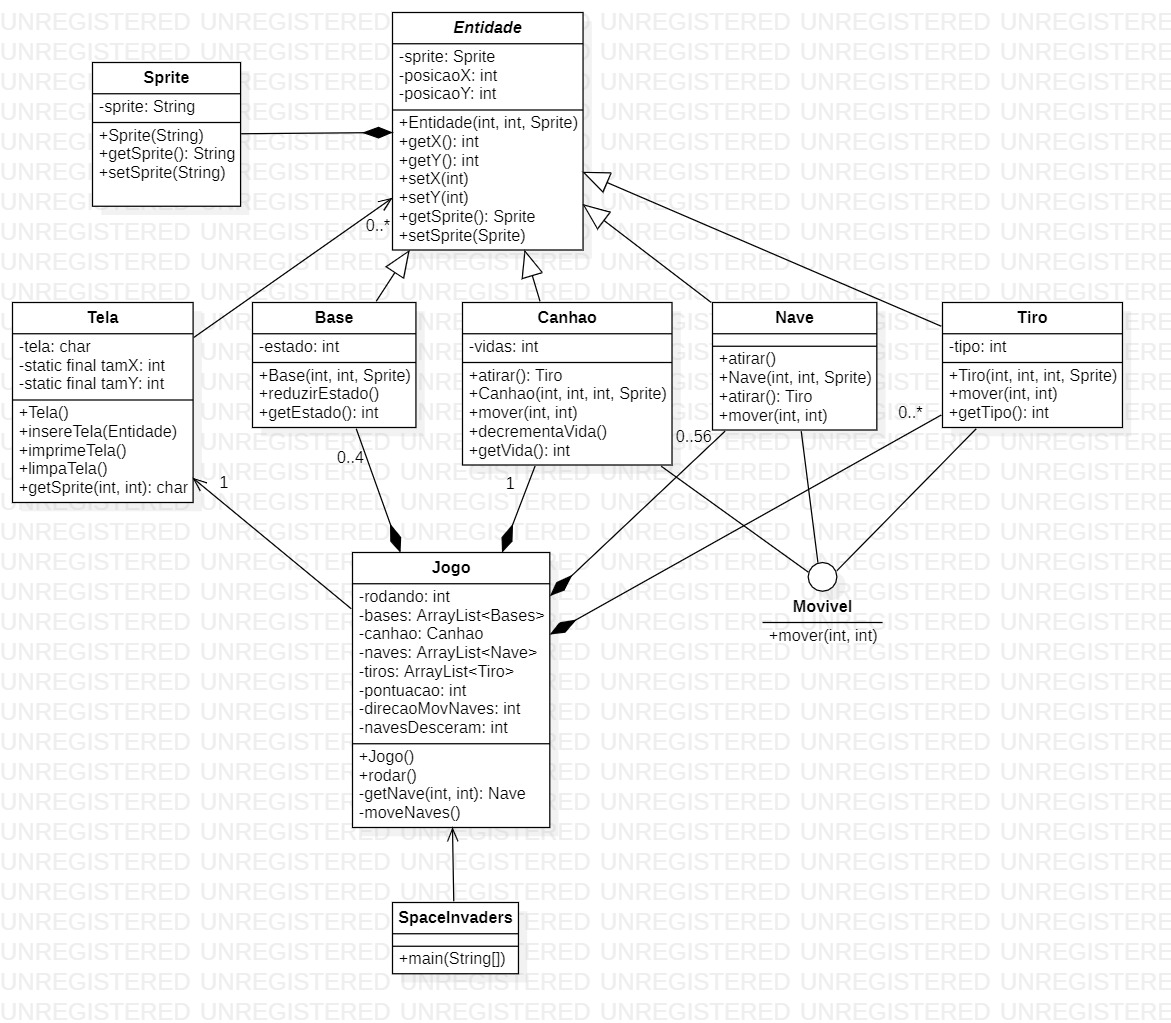 Entidade
-sprite: Sprite
-posicaoX: int
-posicaoY: int
+Entidade(int, int, Sprite)
+getX(): int
+getY(): int
+setX(int)
+setY(int)
+getSprite(): Sprite
+setSprite(Sprite)
Sprite
-sprite: String
+Sprite(String)
+getSprite(): String
+setSprite(String)
0..*
Tela
-tela: char
-static final tamX: int
-static final tamY: int
+Tela()
+insereTela(Entidade)
+imprimeTela()
+limpaTela()
+getSprite(int, int): char
1
Base
-estado: int
+Base(int, int, Sprite)
+reduzirEstado()
+getEstado(): int
0..4
Canhao
-vidas: int
+atirar(): Tiro
+Canhao(int, int, int, Sprite)
+mover(int, int)
+decrementaVida()
+getVida(): int
1
Nave
+atirar()
+Nave(int, int, Sprite)
+atirar(): Tiro
+mover(int, int)
0..56
Tiro
-tipo: int
+Tiro(int, int, int, Sprite)
+mover(int, int)
+getTipo(): int
0..*
Jogo
-rodando: int
-bases: ArrayList<Bases>
-canhao: Canhao
-naves: ArrayList<Nave>
-tiros: ArrayList<Tiro>
-pontuacao: int
-direcaoMovNaves: int
-navesDesceram: int
+Jogo()
+rodar()
-getNave(int, int): Nave
-moveNaves()
Movivel
+mover(int, int)
SpaceInvaders
+main(String[])
UNREGISTERED